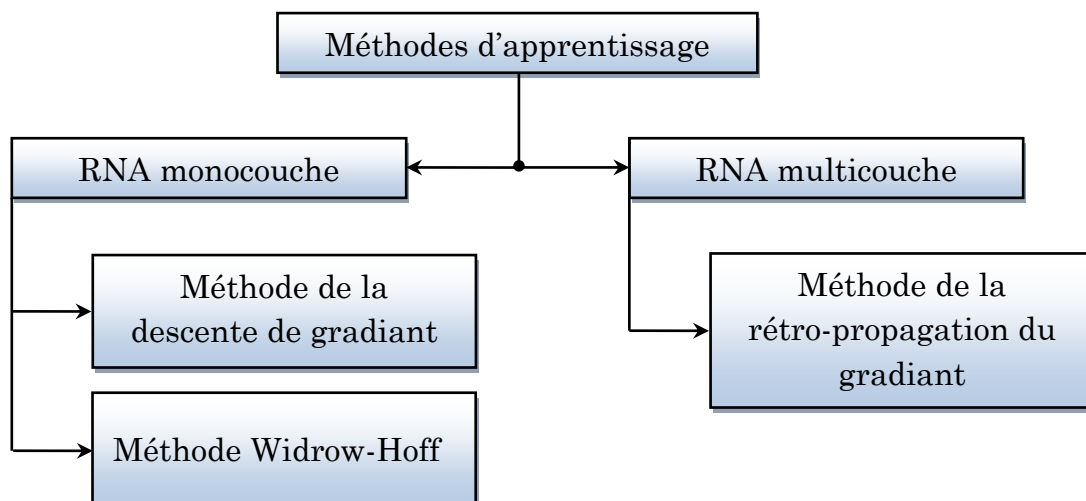 Méthodes d’apprentissage
RNA monocouche
RNA multicouche
Méthode de la
descente de gradiant
Méthode Widrow-Hoff
Méthode de la
rétro-propagation du
gradiant